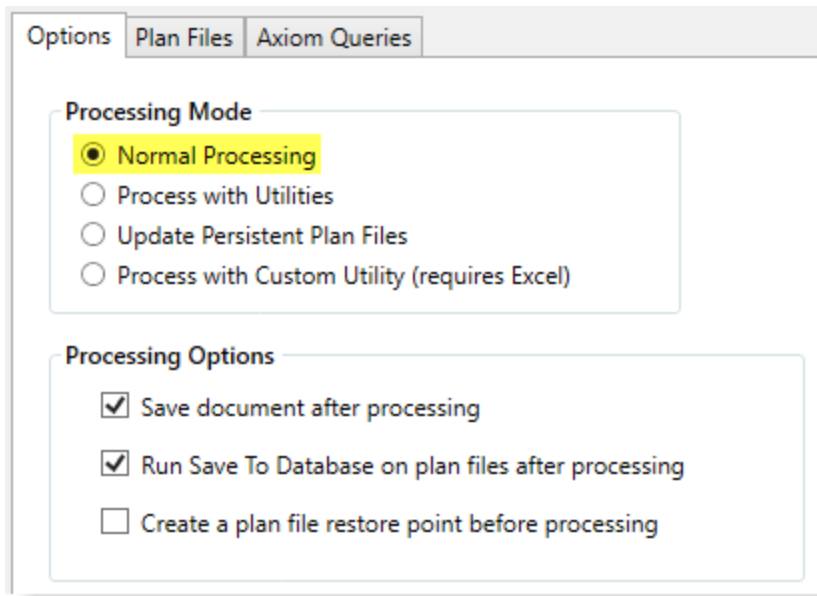 Options Plan Files Axiom Queries
Processing Mode
Normal Processing
Process with Utilities
Update Persistent Plan Files
Process with Custom Utility (requires Excel)
Processing Options
Save document after processing
Run Save To Database on plan files after processing
Create a plan file restore point before processing